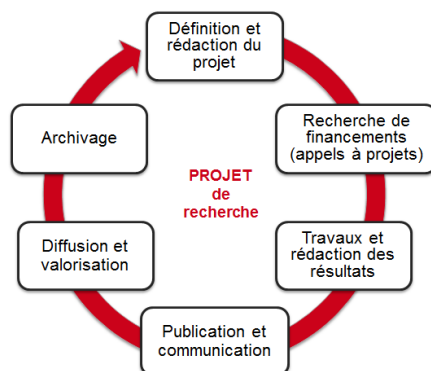 Définition et
rédaction du
projet
Recherche de
financements
(appels à projets)
Travaux et
rédaction des
résultats
Publication et
communication
Diffusion et
valorisation
Archivage
PROJET
de
recherche